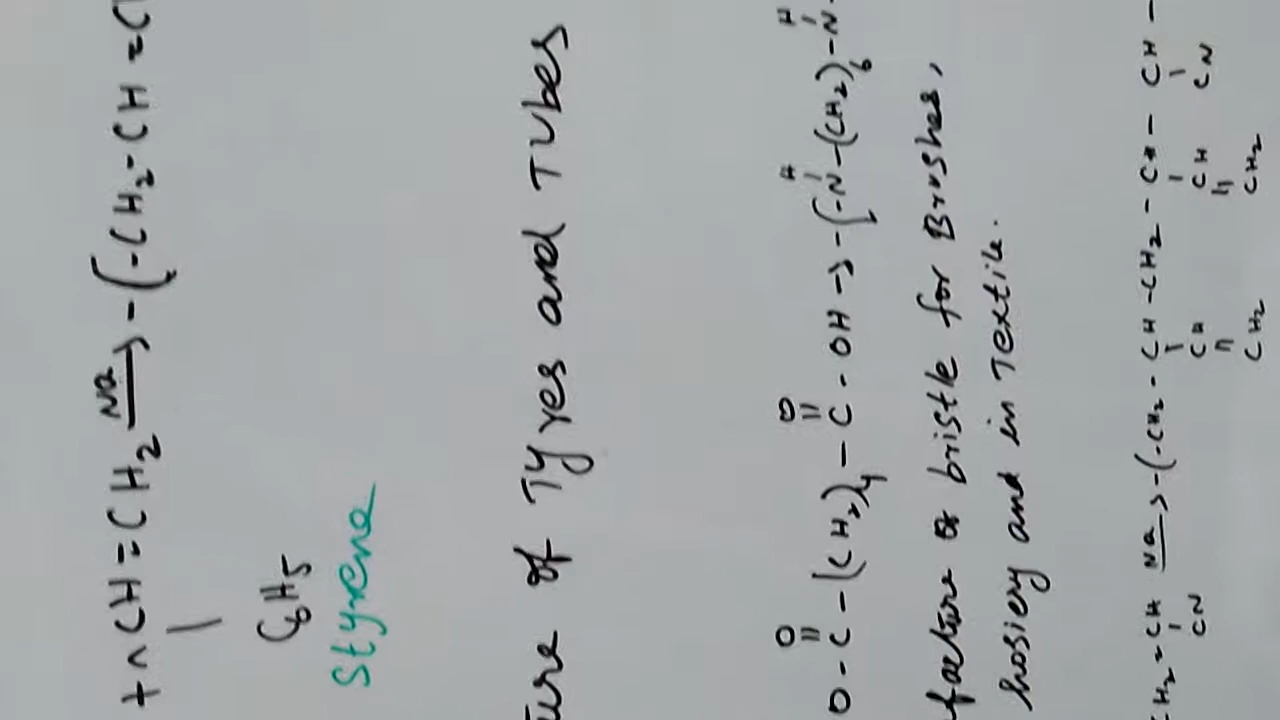 + nCH=CH2 Na → -(-CH2-CH=C
|
C6H5
Styrene
ture of Tyres and Tubes
O O H H
|| || | |
O-C-(CH2)4-C-OH → -[-N-(CH2)6-N-
facture of bristle for Brushes,
hosiery and in Textile.
H2=CH Na → -(-CH2-CH-CH2-CH-CH-
| | | |
CN CH CH CN
|| ||
CH2 CH2